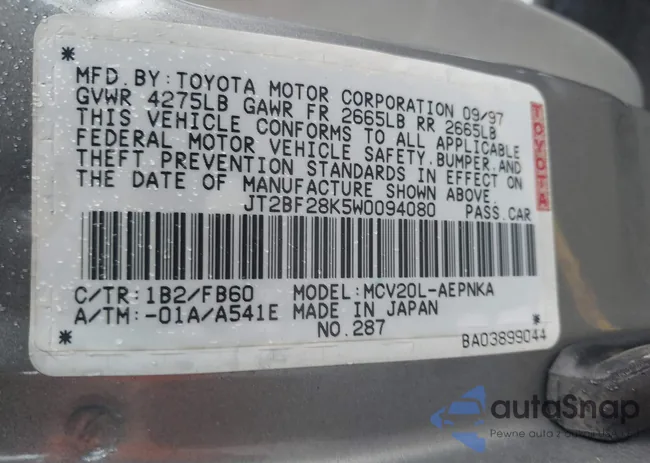 MFD.BY:TOYOTA MOTOR CORPORATION 09/97
GVWR 4275LB GAWR FR 2665LB RR 2665LB
THIS VEHICLE CONFORMS TO ALL APPLICABLE
FEDERAL MOTOR VEHICLE SAFETY,BUMPER,AND
THEFT PREVENTION STANDARDS IN EFFECT ON
THE DATE OF MANUFACTURE SHOWN ABOVE.
JT2BF28K5W0094080 PASS.CAR
TOYOTA
C/TR:1B2/FB60 MODEL:MCV20L-AEPNKA
A/TM:-01A/A541E MADE IN JAPAN
NO.287
BA03899044
autaSnap
Pewne auta z